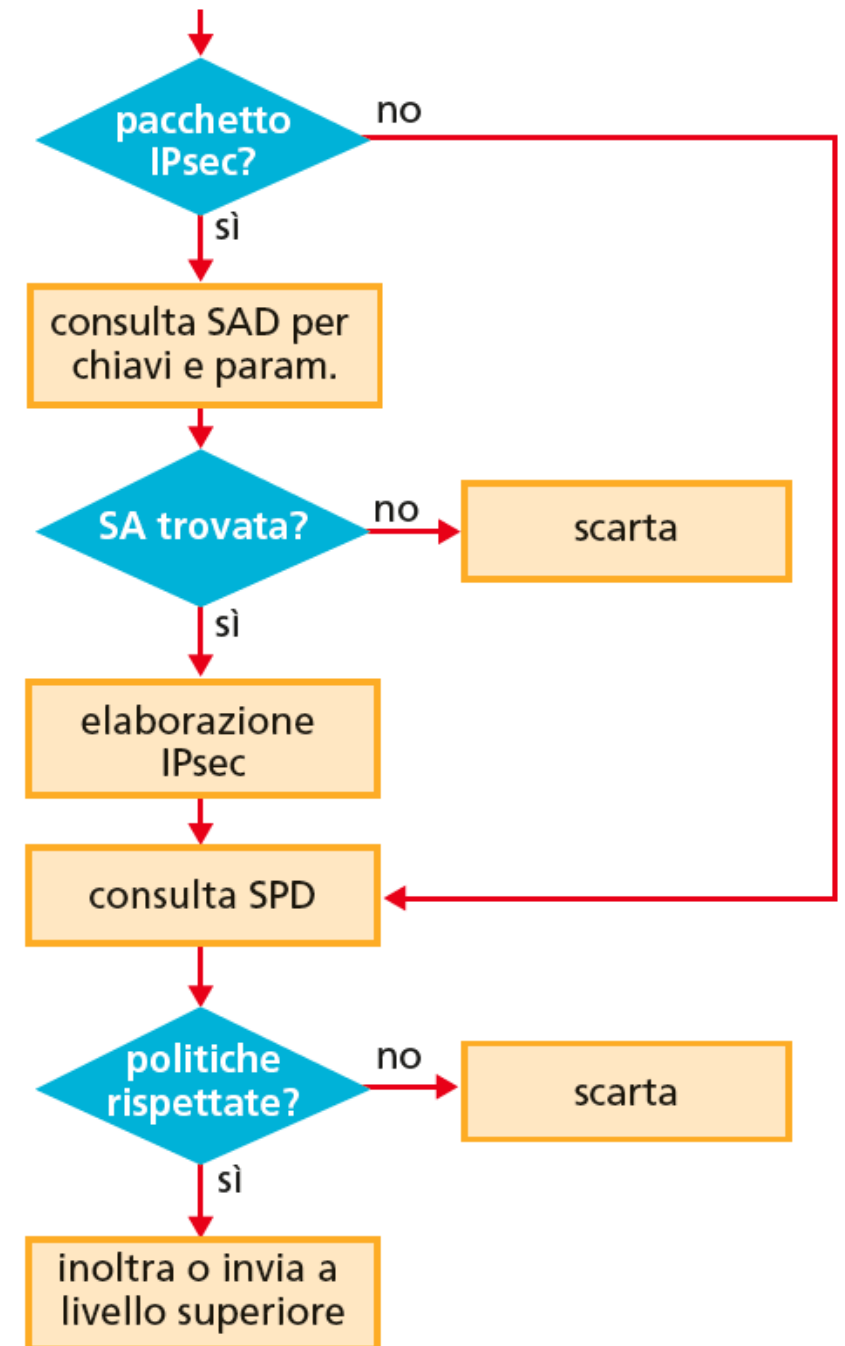 pacchetto
IPsec?
no
sì
consulta SAD per
chiavi e param.
SA trovata?
no
scarta
sì
elaborazione
IPsec
consulta SPD
politiche
rispettate?
no
scarta
sì
inoltra o invia a
livello superiore